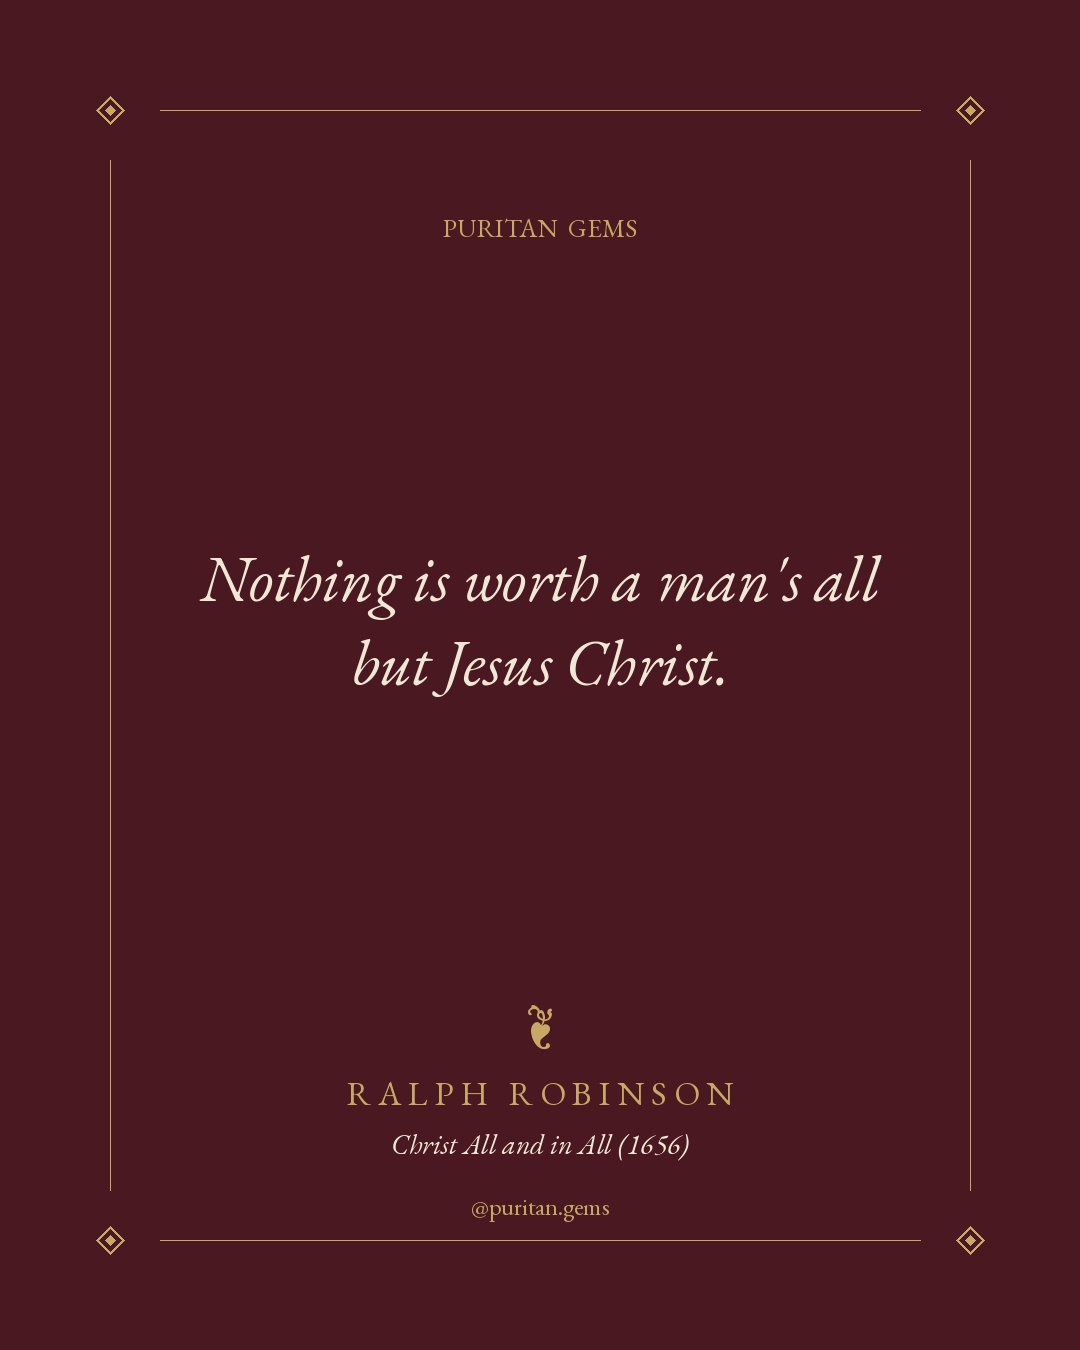 PURITAN GEMS
Nothing is worth a man's all
but Jesus Christ.
RALPH ROBINSON
Christ All and in All (1656)
@puritan.gems